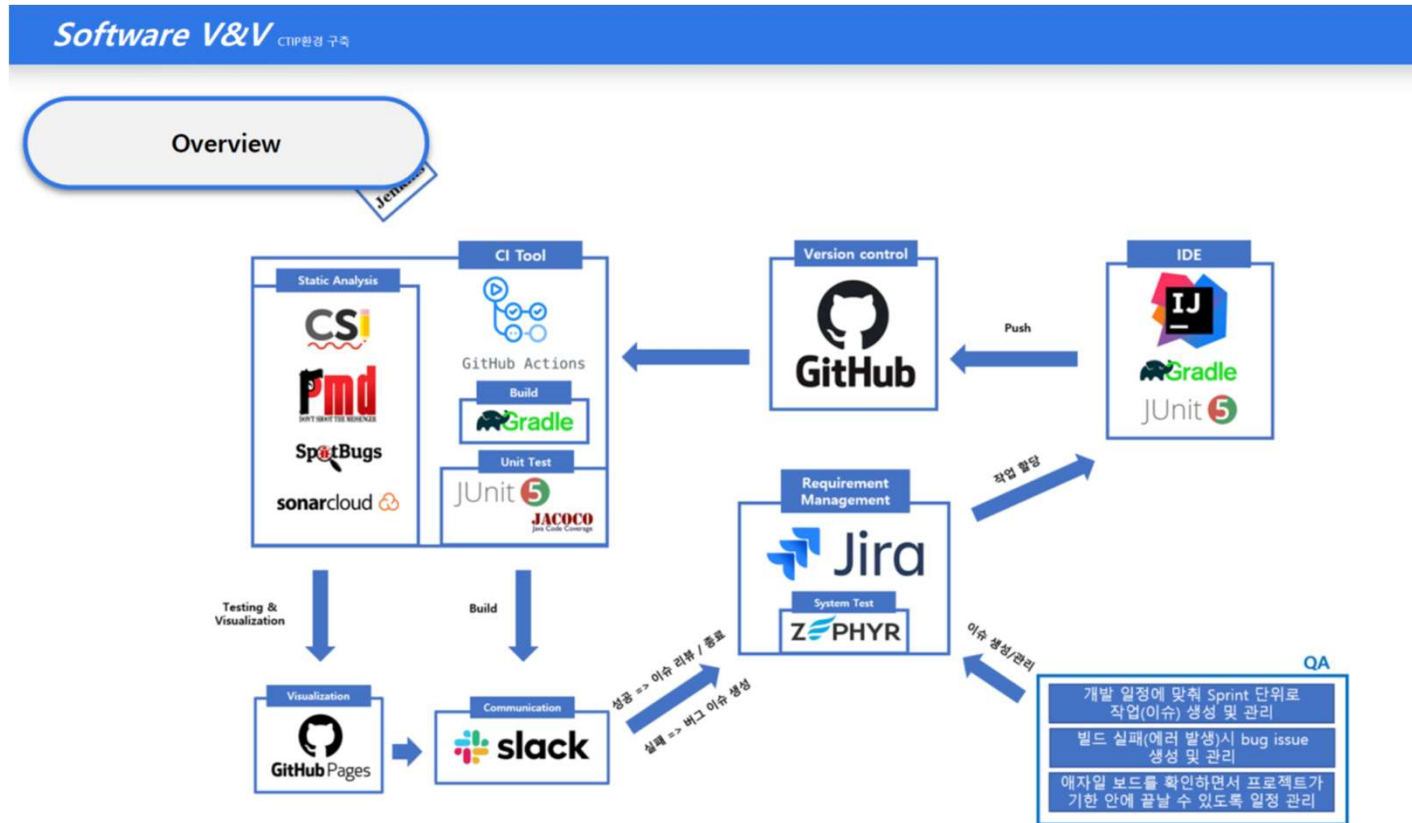 Software V&V CTIP환경 구축
Overview
Jenkins
CI Tool
Static Analysis
CSi
Pmd
DON'T SHOOT THE MESSENGER
SpotBugs
sonarcloud
GitHub Actions
Build
Gradle
Unit Test
JUnit 5
JACOCO
Java Code Coverage
Version control
GitHub
Push
IDE
IJ
Gradle
JUnit 5
작업 할당
Requirement
Management
Jira
System Test
ZEPHYR
Testing &
Visualization
Build
성공 => 이슈 리뷰 / 종료
실패 => 버그 이슈 생성
이슈 생성/관리
Visualization
GitHub Pages
Communication
slack
QA
개발 일정에 맞춰 Sprint 단위로
작업(이슈) 생성 및 관리
빌드 실패(에러 발생)시 bug issue
생성 및 관리
애자일 보드를 확인하면서 프로젝트가
기한 안에 끝날 수 있도록 일정 관리